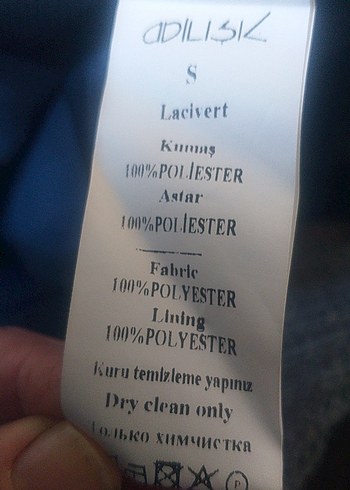 ADILIŞIK
S
Lacivert
Kumaş
100%POLİESTER
Astar
100%POLİESTER
Fabric
100%POLYESTER
Lining
100%POLYESTER
Kuru temizleme yapınız
Dry clean only
только химчистка
P